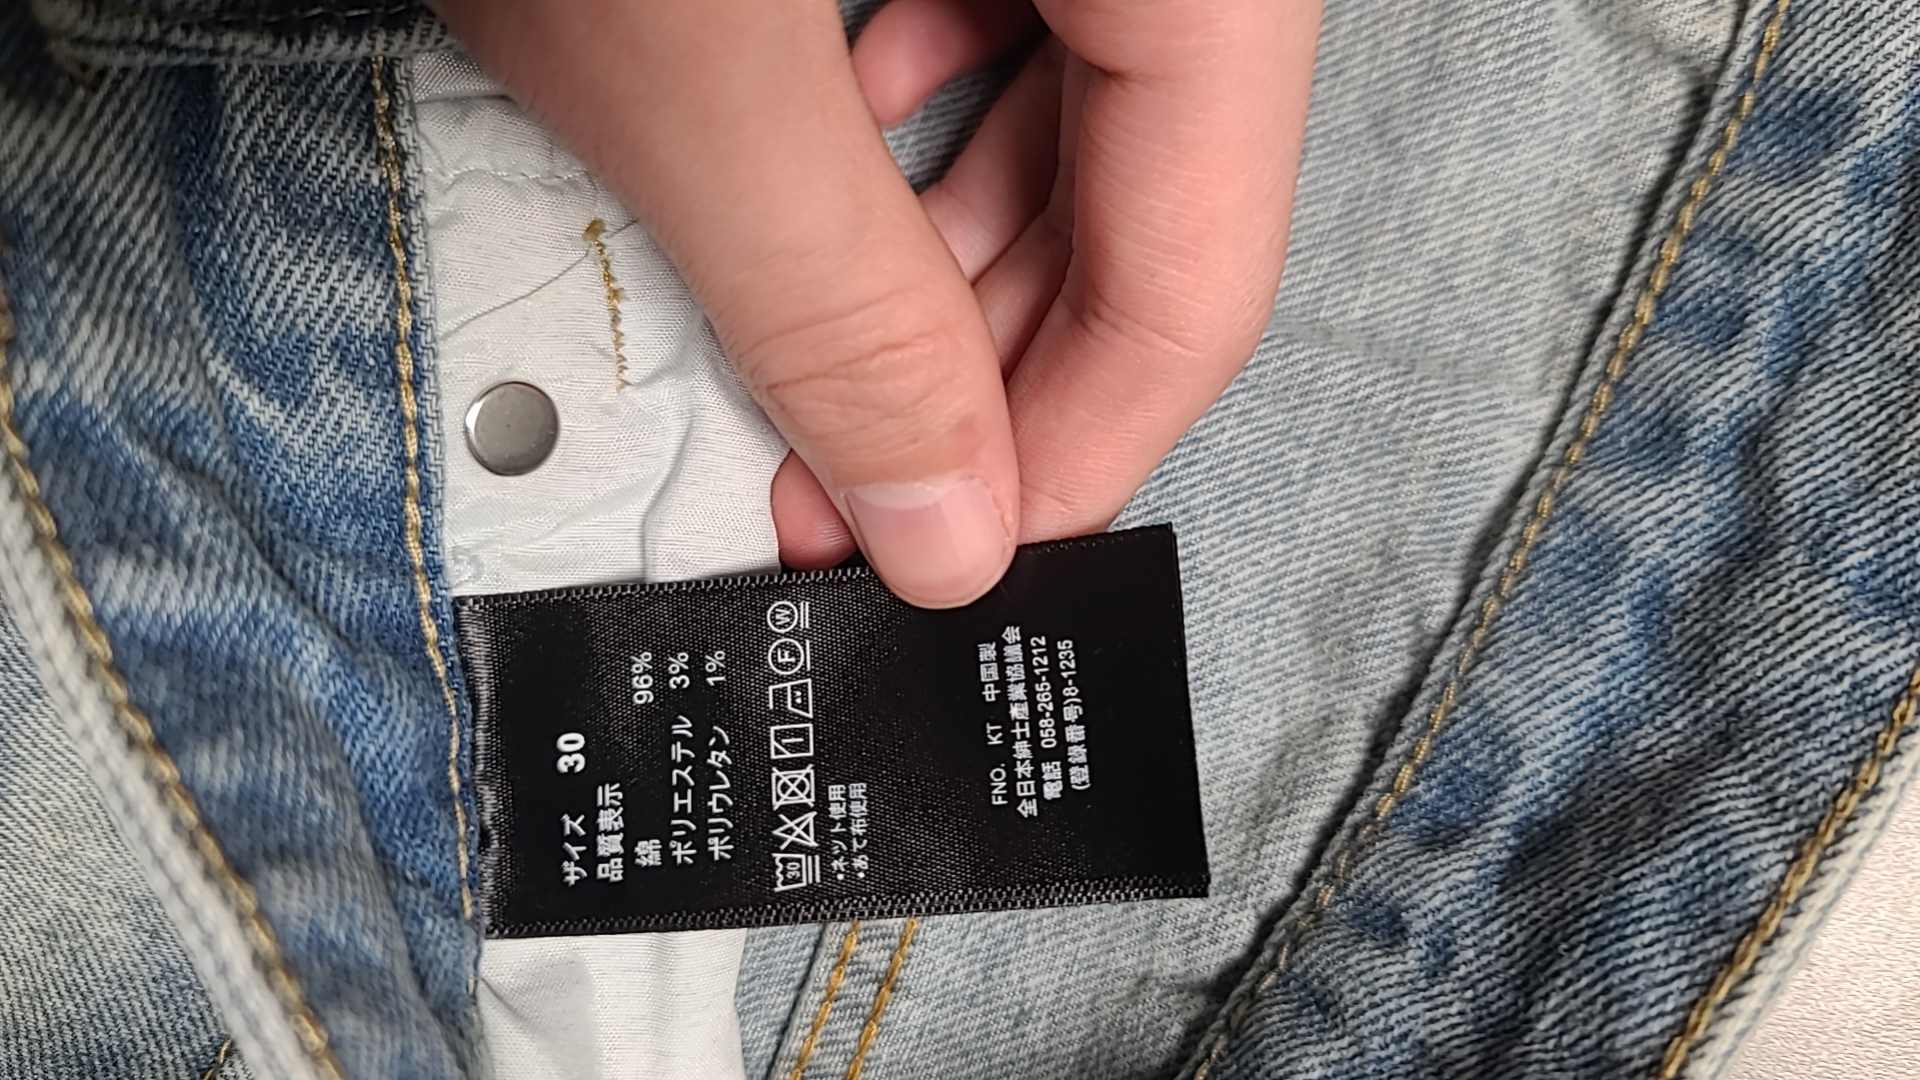 サイズ 30
品質表示
綿 96%
ポリエステル 3%
ポリウレタン 1%
30 1 F W
・ネット使用
・あて布使用
FNO. KT 中国製
全日本紳士産業協議会
電話 058-265-1212
(登録番号)8-1235